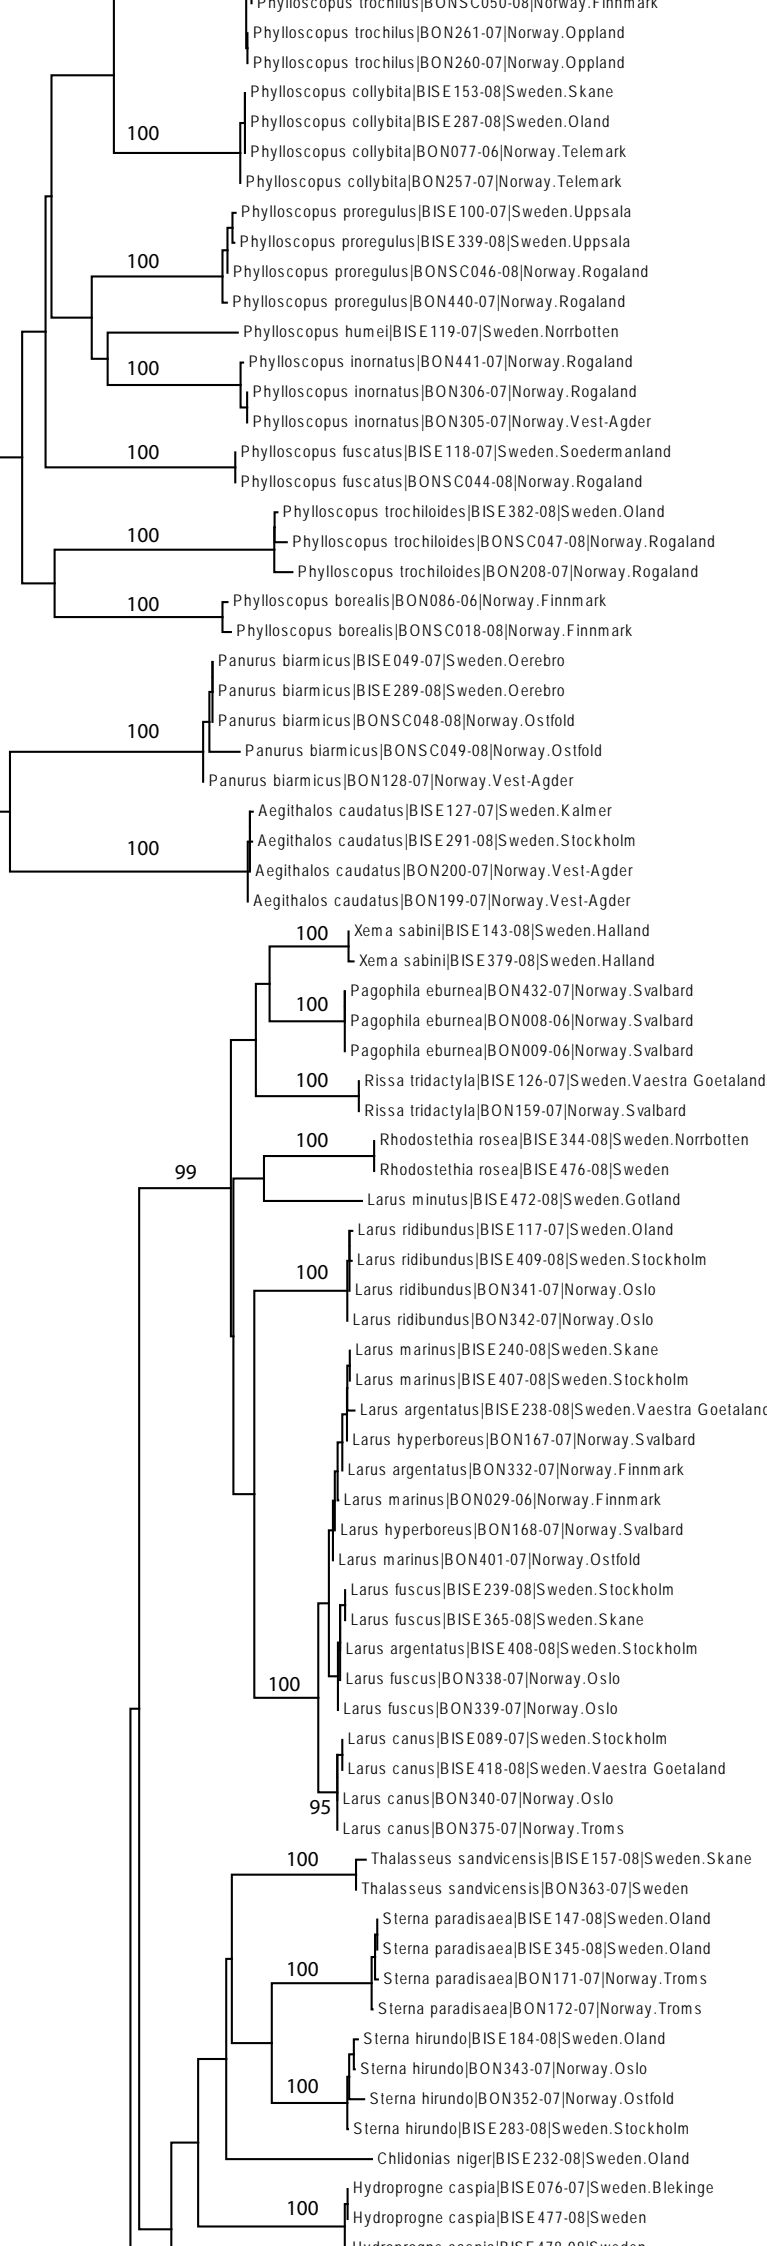 Phylloscopus trochilus|BONSC050-08|Norway.Finnmark
Phylloscopus trochilus|BON261-07|Norway.Oppland
Phylloscopus trochilus|BON260-07|Norway.Oppland
Phylloscopus collybita|BISE153-08|Sweden.Skane
Phylloscopus collybita|BISE287-08|Sweden.Oland
100
Phylloscopus collybita|BON077-06|Norway.Telemark
Phylloscopus collybita|BON257-07|Norway.Telemark
Phylloscopus proregulus|BISE100-07|Sweden.Uppsala
Phylloscopus proregulus|BISE339-08|Sweden.Uppsala
100
Phylloscopus proregulus|BONSC046-08|Norway.Rogaland
Phylloscopus proregulus|BON440-07|Norway.Rogaland
Phylloscopus humei|BISE119-07|Sweden.Norrbotten
Phylloscopus inornatus|BON441-07|Norway.Rogaland
100
Phylloscopus inornatus|BON306-07|Norway.Rogaland
Phylloscopus inornatus|BON305-07|Norway.Vest-Agder
100
Phylloscopus fuscatus|BISE118-07|Sweden.Soedermanland
Phylloscopus fuscatus|BONSC044-08|Norway.Rogaland
Phylloscopus trochiloides|BISE382-08|Sweden.Oland
100
Phylloscopus trochiloides|BONSC047-08|Norway.Rogaland
Phylloscopus trochiloides|BON208-07|Norway.Rogaland
100
Phylloscopus borealis|BON086-06|Norway.Finnmark
Phylloscopus borealis|BONSC018-08|Norway.Finnmark
Panurus biarmicus|BISE049-07|Sweden.Oerebro
Panurus biarmicus|BISE289-08|Sweden.Oerebro
Panurus biarmicus|BONSC048-08|Norway.Ostfold
100
Panurus biarmicus|BONSC049-08|Norway.Ostfold
Panurus biarmicus|BON128-07|Norway.Vest-Agder
Aegithalos caudatus|BISE127-07|Sweden.Kalmer
Aegithalos caudatus|BISE291-08|Sweden.Stockholm
100
Aegithalos caudatus|BON200-07|Norway.Vest-Agder
Aegithalos caudatus|BON199-07|Norway.Vest-Agder
100
Xema sabini|BISE143-08|Sweden.Halland
Xema sabini|BISE379-08|Sweden.Halland
Pagophila eburnea|BON432-07|Norway.Svalbard
100
Pagophila eburnea|BON008-06|Norway.Svalbard
Pagophila eburnea|BON009-06|Norway.Svalbard
100
Rissa tridactyla|BISE126-07|Sweden.Vaestra Goetaland
Rissa tridactyla|BON159-07|Norway.Svalbard
100
Rhodostethia rosea|BISE344-08|Sweden.Norrbotten
Rhodostethia rosea|BISE476-08|Sweden
99
Larus minutus|BISE472-08|Sweden.Gotland
Larus ridibundus|BISE117-07|Sweden.Oland
Larus ridibundus|BISE409-08|Sweden.Stockholm
100
Larus ridibundus|BON341-07|Norway.Oslo
Larus ridibundus|BON342-07|Norway.Oslo
Larus marinus|BISE240-08|Sweden.Skane
Larus marinus|BISE407-08|Sweden.Stockholm
Larus argentatus|BISE238-08|Sweden.Vaestra Goetaland
Larus hyperboreus|BON167-07|Norway.Svalbard
Larus argentatus|BON332-07|Norway.Finnmark
Larus marinus|BON029-06|Norway.Finnmark
Larus hyperboreus|BON168-07|Norway.Svalbard
Larus marinus|BON401-07|Norway.Ostfold
Larus fuscus|BISE239-08|Sweden.Stockholm
Larus fuscus|BISE365-08|Sweden.Skane
Larus argentatus|BISE408-08|Sweden.Stockholm
Larus fuscus|BON338-07|Norway.Oslo
100
Larus fuscus|BON339-07|Norway.Oslo
Larus canus|BISE089-07|Sweden.Stockholm
Larus canus|BISE418-08|Sweden.Vaestra Goetaland
Larus canus|BON340-07|Norway.Oslo
95
Larus canus|BON375-07|Norway.Troms
100
Thalasseus sandvicensis|BISE157-08|Sweden.Skane
Thalasseus sandvicensis|BON363-07|Sweden
Sterna paradisaea|BISE147-08|Sweden.Oland
Sterna paradisaea|BISE345-08|Sweden.Oland
100
Sterna paradisaea|BON171-07|Norway.Troms
Sterna paradisaea|BON172-07|Norway.Troms
Sterna hirundo|BISE184-08|Sweden.Oland
Sterna hirundo|BON343-07|Norway.Oslo
100
Sterna hirundo|BON352-07|Norway.Ostfold
Sterna hirundo|BISE283-08|Sweden.Stockholm
Chlidonias niger|BISE232-08|Sweden.Oland
Hydroprogne caspia|BISE076-07|Sweden.Blekinge
100
Hydroprogne caspia|BISE477-08|Sweden
Hydroprogne caspia|BISE478-08|Sweden